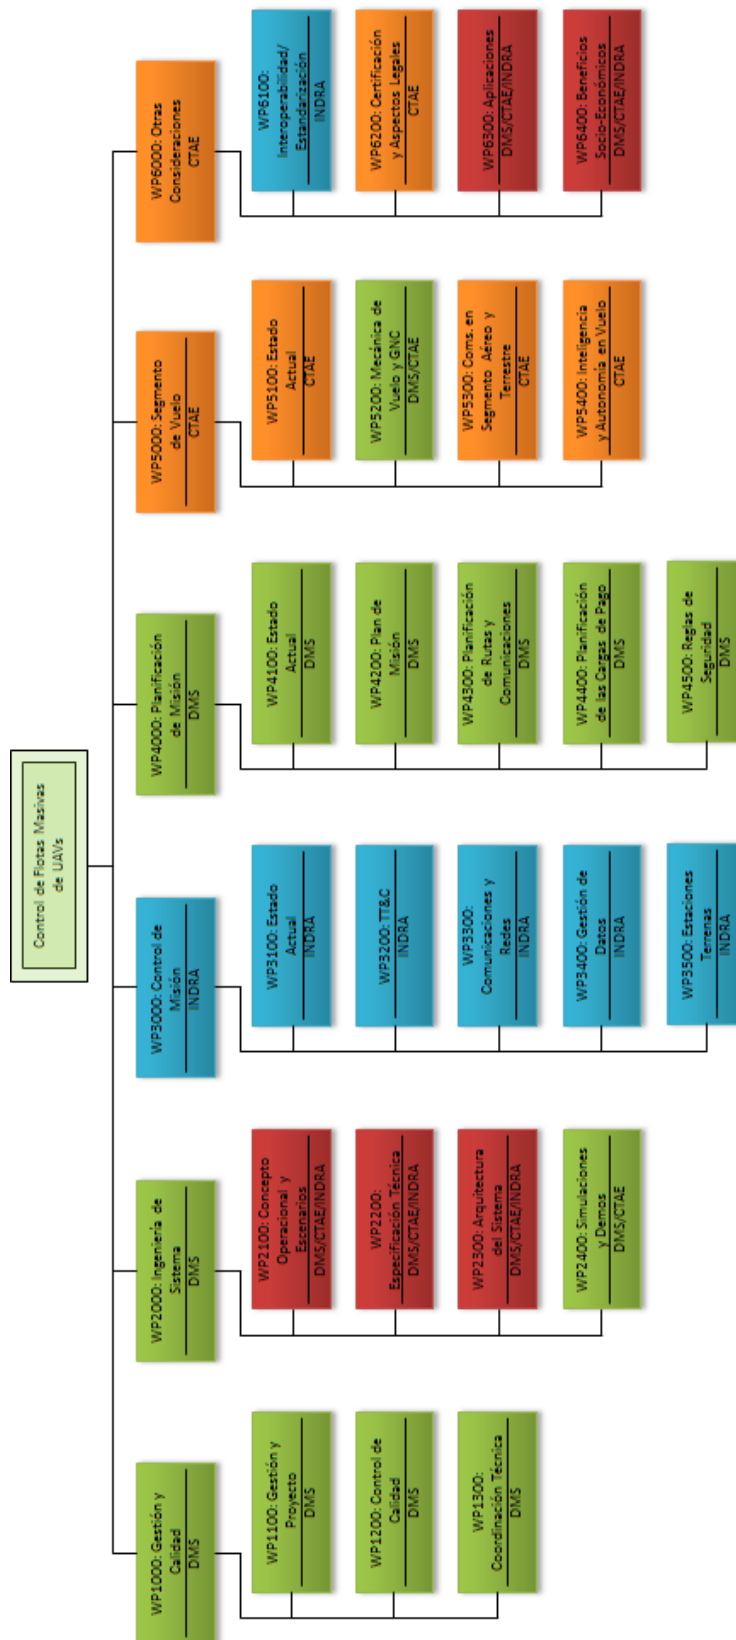 Control de Flotas Masivas
de UAVs
WP1000: Gestión y
Calidad
DMS
WP1100: Gestión y
Proyecto
DMS
WP1200: Control de
Calidad
DMS
WP1300:
Coordinación Técnica
DMS
WP2000: Ingeniería de
Sistema
DMS
WP2100: Concepto
Operacional y
Escenarios
DMS/CTAE/INDRA
WP2200:
Especificación Técnica
DMS/CTAE/INDRA
WP2300: Arquitectura
del Sistema
DMS/CTAE/INDRA
WP2400: Simulaciones
y Demos
DMS/CTAE
WP3000: Control de
Misión
INDRA
WP3100: Estado
Actual
INDRA
WP3200: TT&C
INDRA
WP3300:
Comunicaciones y
Redes
INDRA
WP3400: Gestión de
Datos
INDRA
WP3500: Estaciones
Terrenas
INDRA
WP4000: Planificación
de Misión
DMS
WP4100: Estado
Actual
DMS
WP4200: Plan de
Misión
DMS
WP4300: Planificación
de Rutas y
Comunicaciones
DMS
WP4400: Planificación
de las Cargas de Pago
DMS
WP4500: Reglas de
Seguridad
DMS
WP5000: Segmento
de Vuelo
CTAE
WP5100: Estado
Actual
CTAE
WP5200: Mecánica de
Vuelo y GNC
DMS/CTAE
WP5300: Coms. en
Segmento Aéreo y
Terrestre
CTAE
WP5400: Inteligencia
y Autonomía en Vuelo
CTAE
WP6000: Otras
Consideraciones
CTAE
WP6100:
Interoperabilidad/
Estandarización
INDRA
WP6200: Certificación
y Aspectos Legales
CTAE
WP6300: Aplicaciones
DMS/CTAE/INDRA
WP6400: Beneficios
Socio-Económicos
DMS/CTAE/INDRA